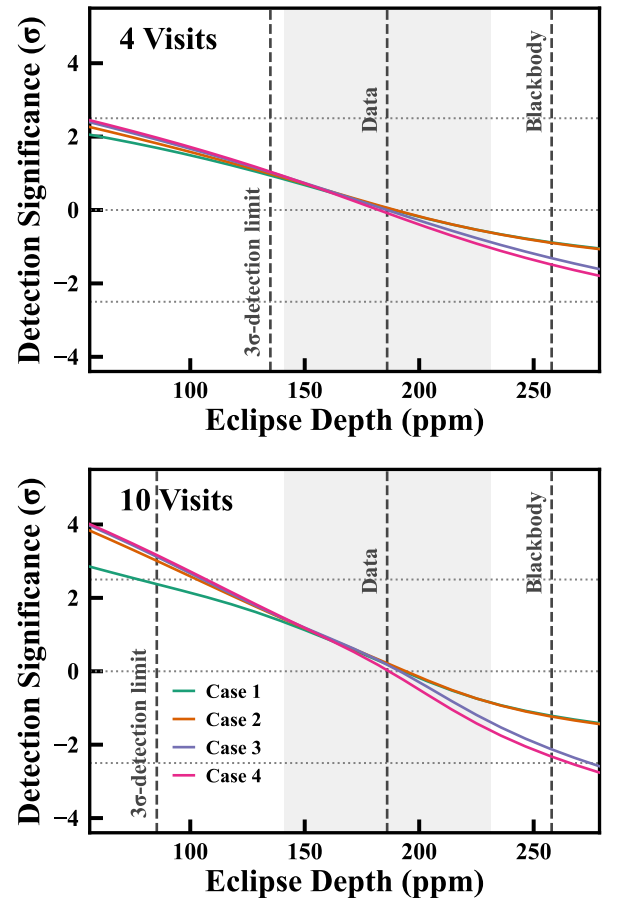 4 Visits
Detection Significance (σ)
4
2
0
−2
−4
3σ-detection limit
Data
Blackbody
100
150
200
250
Eclipse Depth (ppm)
10 Visits
Detection Significance (σ)
4
2
0
−2
−4
3σ-detection limit
Data
Blackbody
Case 1
Case 2
Case 3
Case 4
100
150
200
250
Eclipse Depth (ppm)